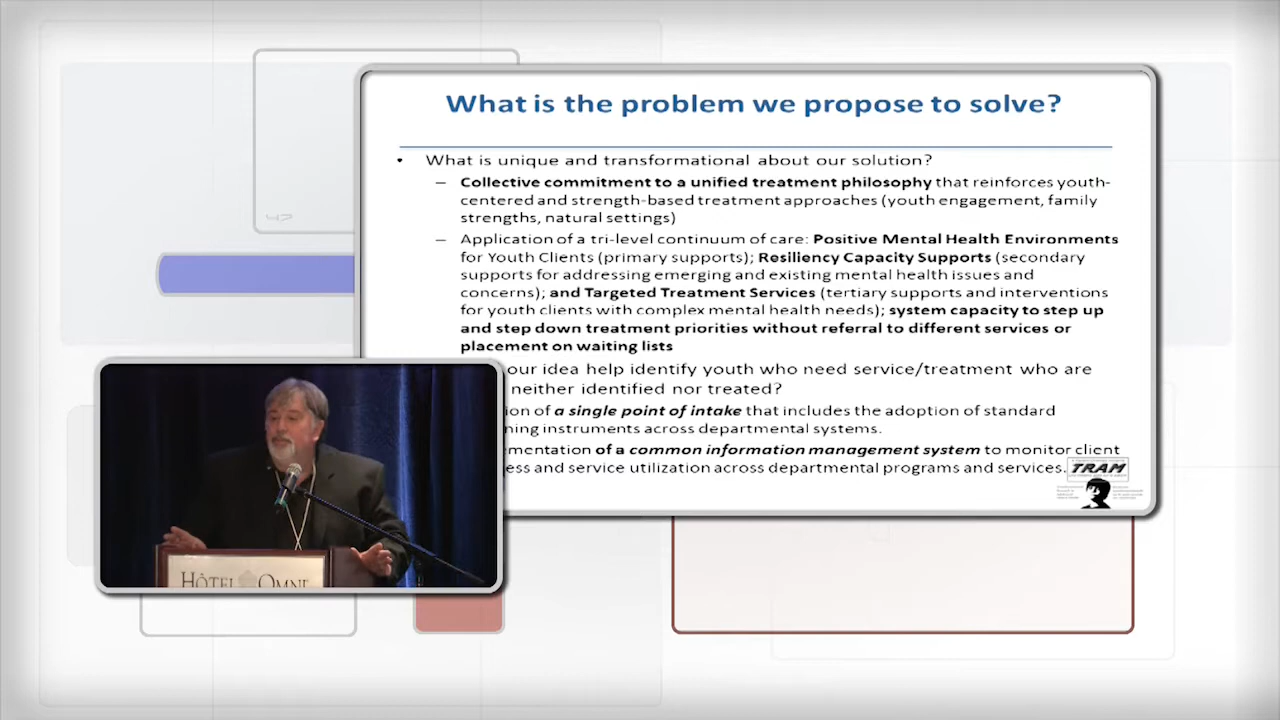 What is the problem we propose to solve?
• What is unique and transformational about our solution?
– Collective commitment to a unified treatment philosophy that reinforces youth-
centered and strength-based treatment approaches (youth engagement, family
strengths, natural settings)
– Application of a tri-level continuum of care: Positive Mental Health Environments
for Youth Clients (primary supports); Resiliency Capacity Supports (secondary
supports for addressing emerging and existing mental health issues and
concerns); and Targeted Treatment Services (tertiary supports and interventions
for youth clients with complex mental health needs); system capacity to step up
and step down treatment priorities without referral to different services or
placement on waiting lists
our idea help identify youth who need service/treatment who are
neither identified nor treated?
ion of a single point of intake that includes the adoption of standard
ning instruments across departmental systems.
ementation of a common information management system to monitor client
ess and service utilization across departmental programs and services.
TRAM
HÔTEL OMNI